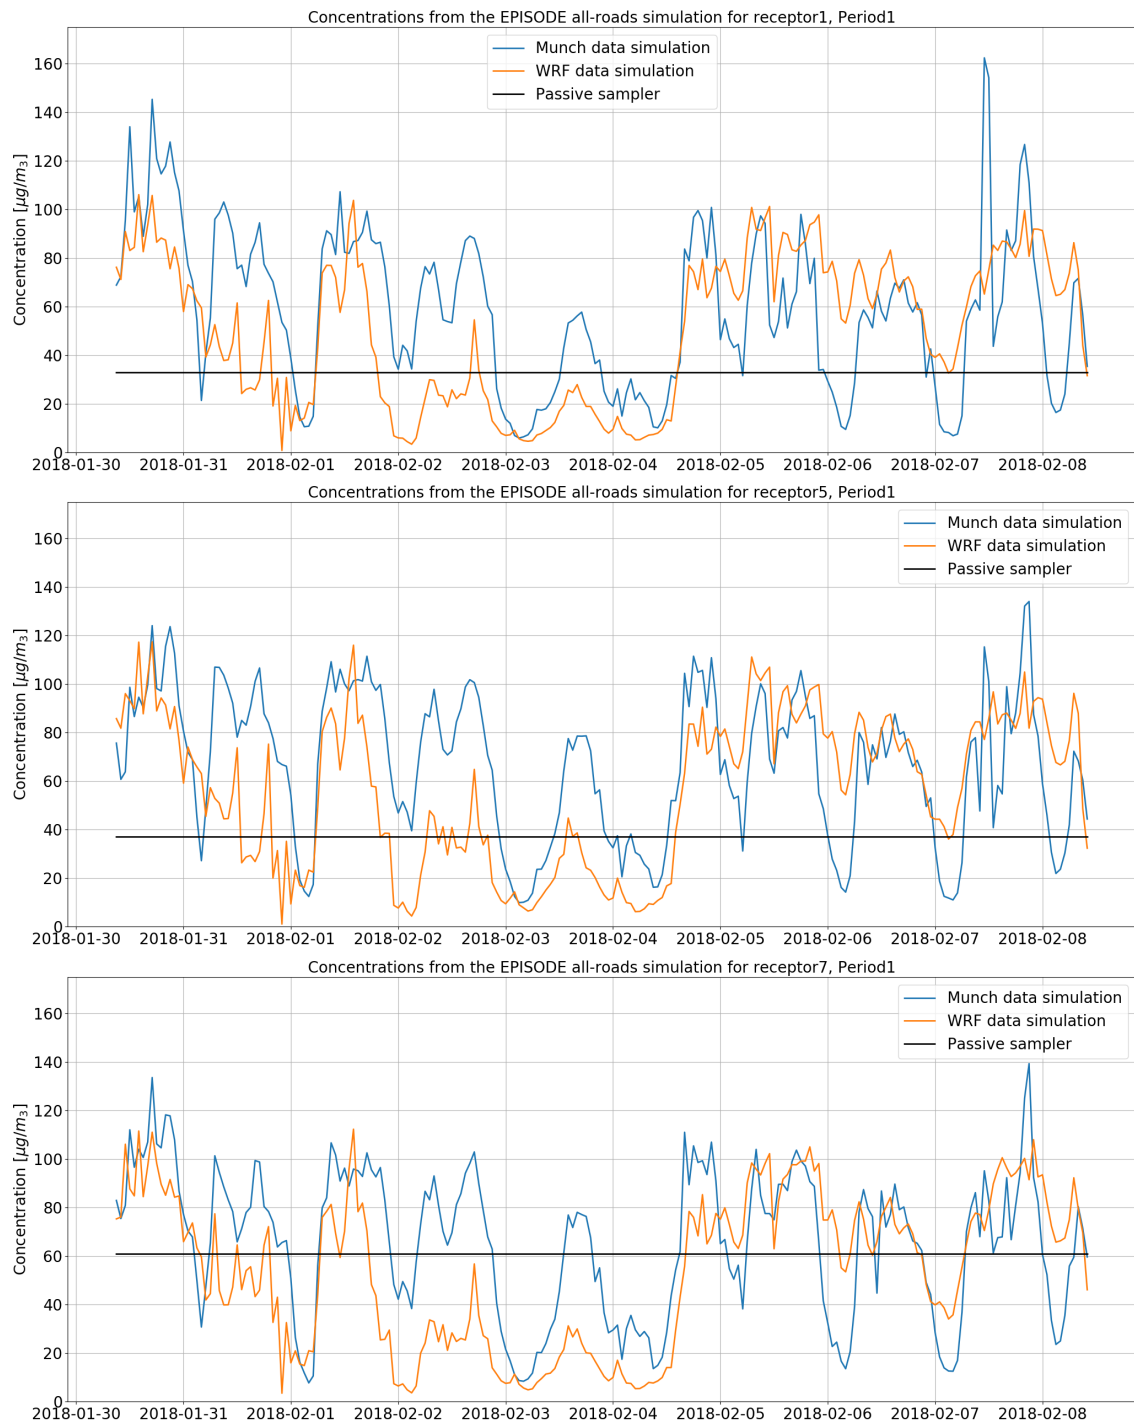 Concentrations from the EPISODE all-roads simulation for receptor1, Period1
Munch data simulation
WRF data simulation
Passive sampler
Concentration [μg/m₃]
160
140
120
100
80
60
40
20
0
2018-01-30 2018-01-31 2018-02-01 2018-02-02 2018-02-03 2018-02-04 2018-02-05 2018-02-06 2018-02-07 2018-02-08
Concentrations from the EPISODE all-roads simulation for receptor5, Period1
Munch data simulation
WRF data simulation
Passive sampler
Concentration [μg/m₃]
160
140
120
100
80
60
40
20
0
2018-01-30 2018-01-31 2018-02-01 2018-02-02 2018-02-03 2018-02-04 2018-02-05 2018-02-06 2018-02-07 2018-02-08
Concentrations from the EPISODE all-roads simulation for receptor7, Period1
Munch data simulation
WRF data simulation
Passive sampler
Concentration [μg/m₃]
160
140
120
100
80
60
40
20
0
2018-01-30 2018-01-31 2018-02-01 2018-02-02 2018-02-03 2018-02-04 2018-02-05 2018-02-06 2018-02-07 2018-02-08